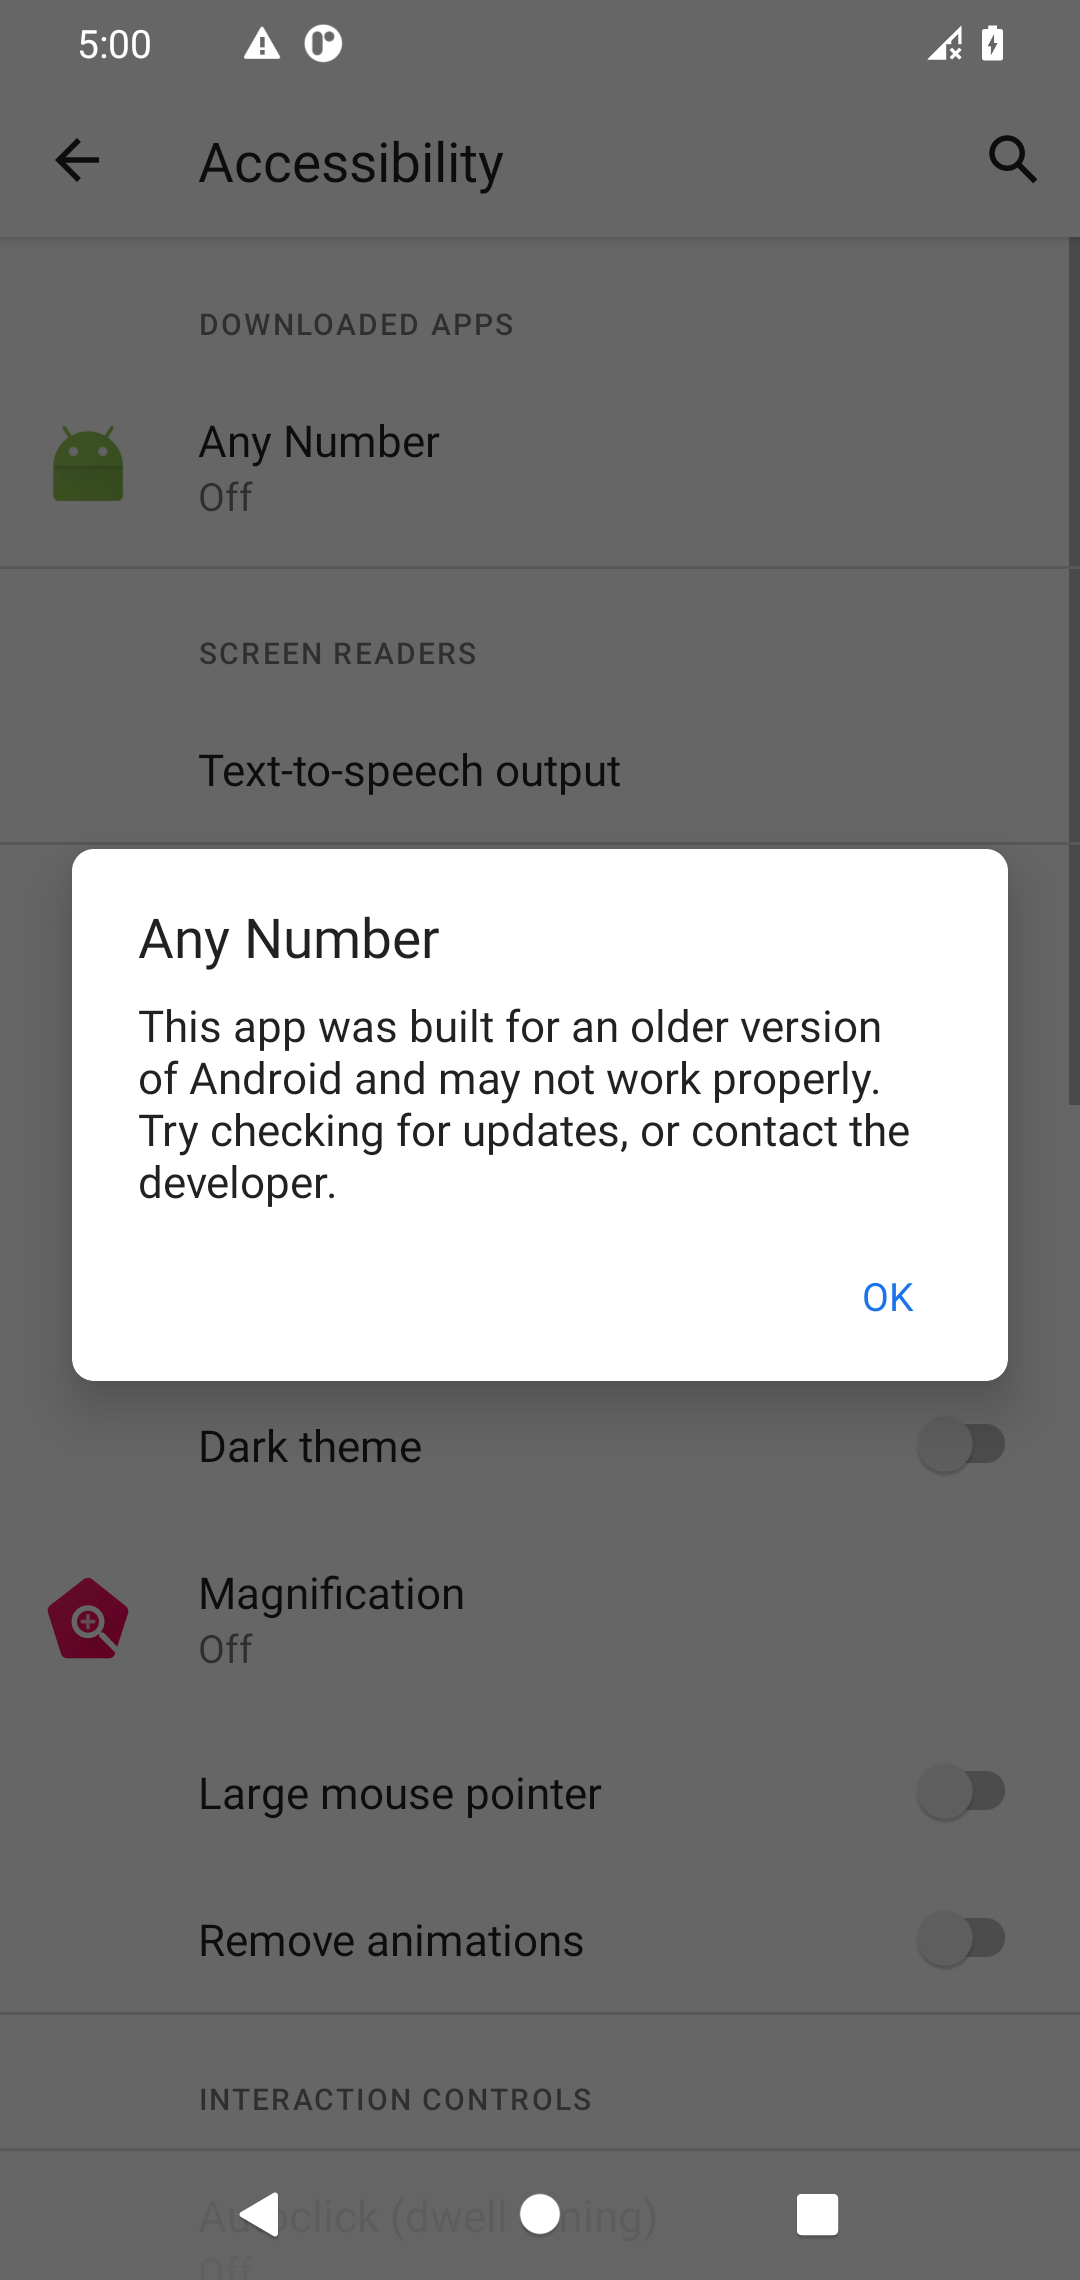 5:00
Accessibility
DOWNLOADED APPS
Any Number
Off
SCREEN READERS
Text-to-speech output
Any Number
This app was built for an older version
of Android and may not work properly.
Try checking for updates, or contact the
developer.
OK
Dark theme
Magnification
Off
Large mouse pointer
Remove animations
INTERACTION CONTROLS
(dwell
Off